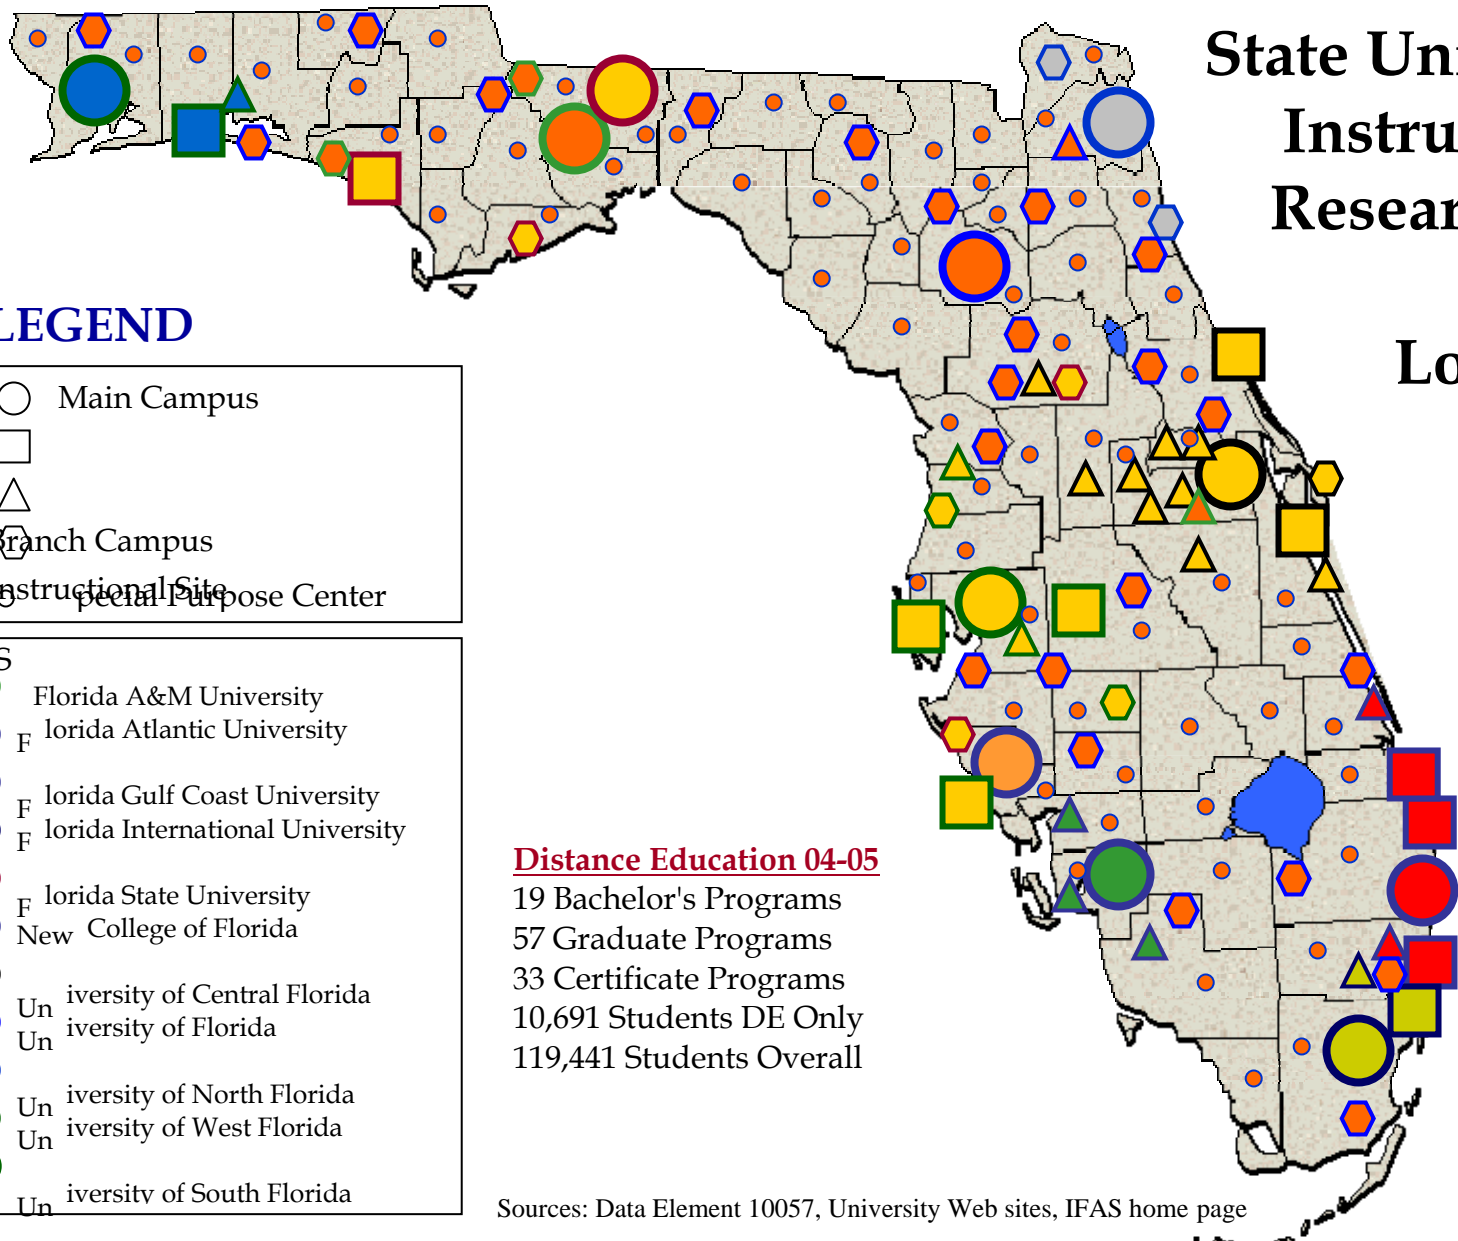 State Uni
Instru
Resear
Lo
LEGEND
Main Campus
Branch Campus
nstructional Site
pecial Purpose Center
S
Florida A&M University
F lorida Atlantic University
F lorida Gulf Coast University
F lorida International University
F lorida State University
New College of Florida
Un iversity of Central Florida
Un iversity of Florida
Un iversity of North Florida
Un iversity of West Florida
Un iversity of South Florida
Distance Education 04-05
19 Bachelor's Programs
57 Graduate Programs
33 Certificate Programs
10,691 Students DE Only
119,441 Students Overall
Sources: Data Element 10057, University Web sites, IFAS home page